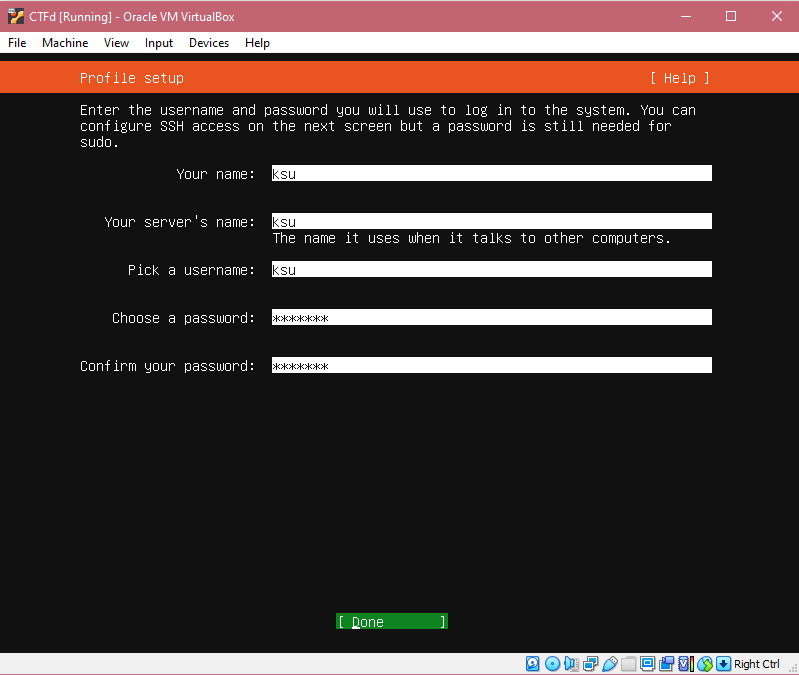 CTFd [Running] - Oracle VM VirtualBox
File Machine View Input Devices Help
Profile setup [ Help ]
Enter the username and password you will use to log in to the system. You can
configure SSH access on the next screen but a password is still needed for
sudo.
Your name: ksu
Your server's name: ksu
The name it uses when it talks to other computers.
Pick a username: ksu
Choose a password: *******
Confirm your password: *******
[ Done ]
Right Ctrl